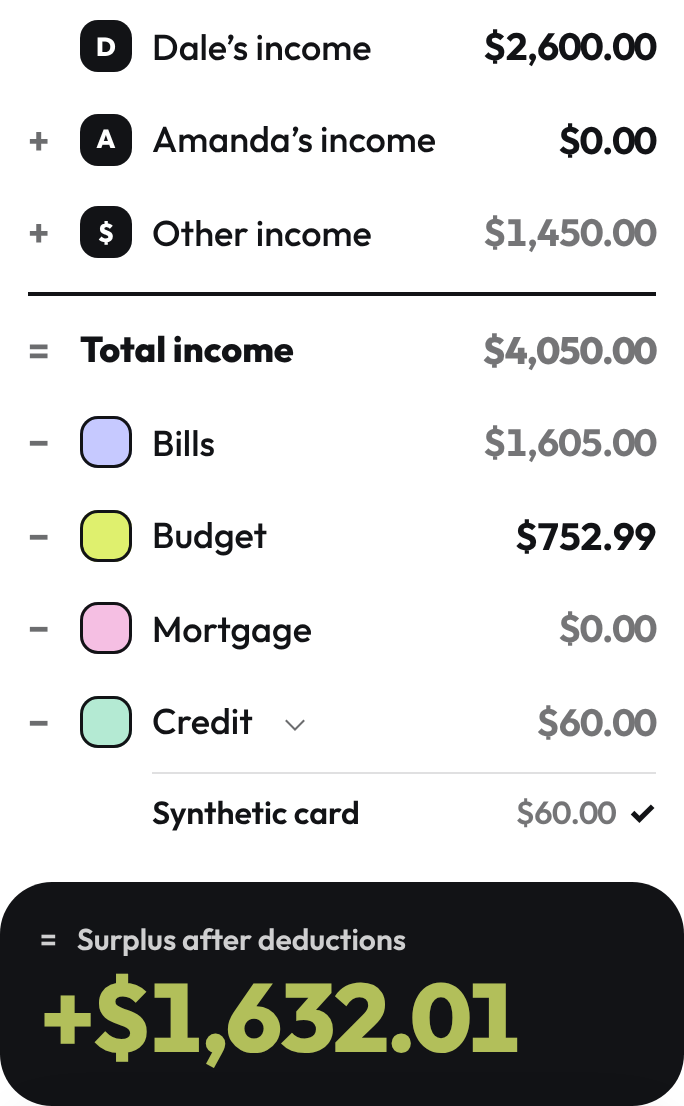 D Dale’s income $2,600.00
+ A Amanda’s income $0.00
+ $ Other income $1,450.00
= Total income $4,050.00
− Bills $1,605.00
− Budget $752.99
− Mortgage $0.00
− Credit $60.00
Synthetic card $60.00 ✓
= Surplus after deductions
+$1,632.01